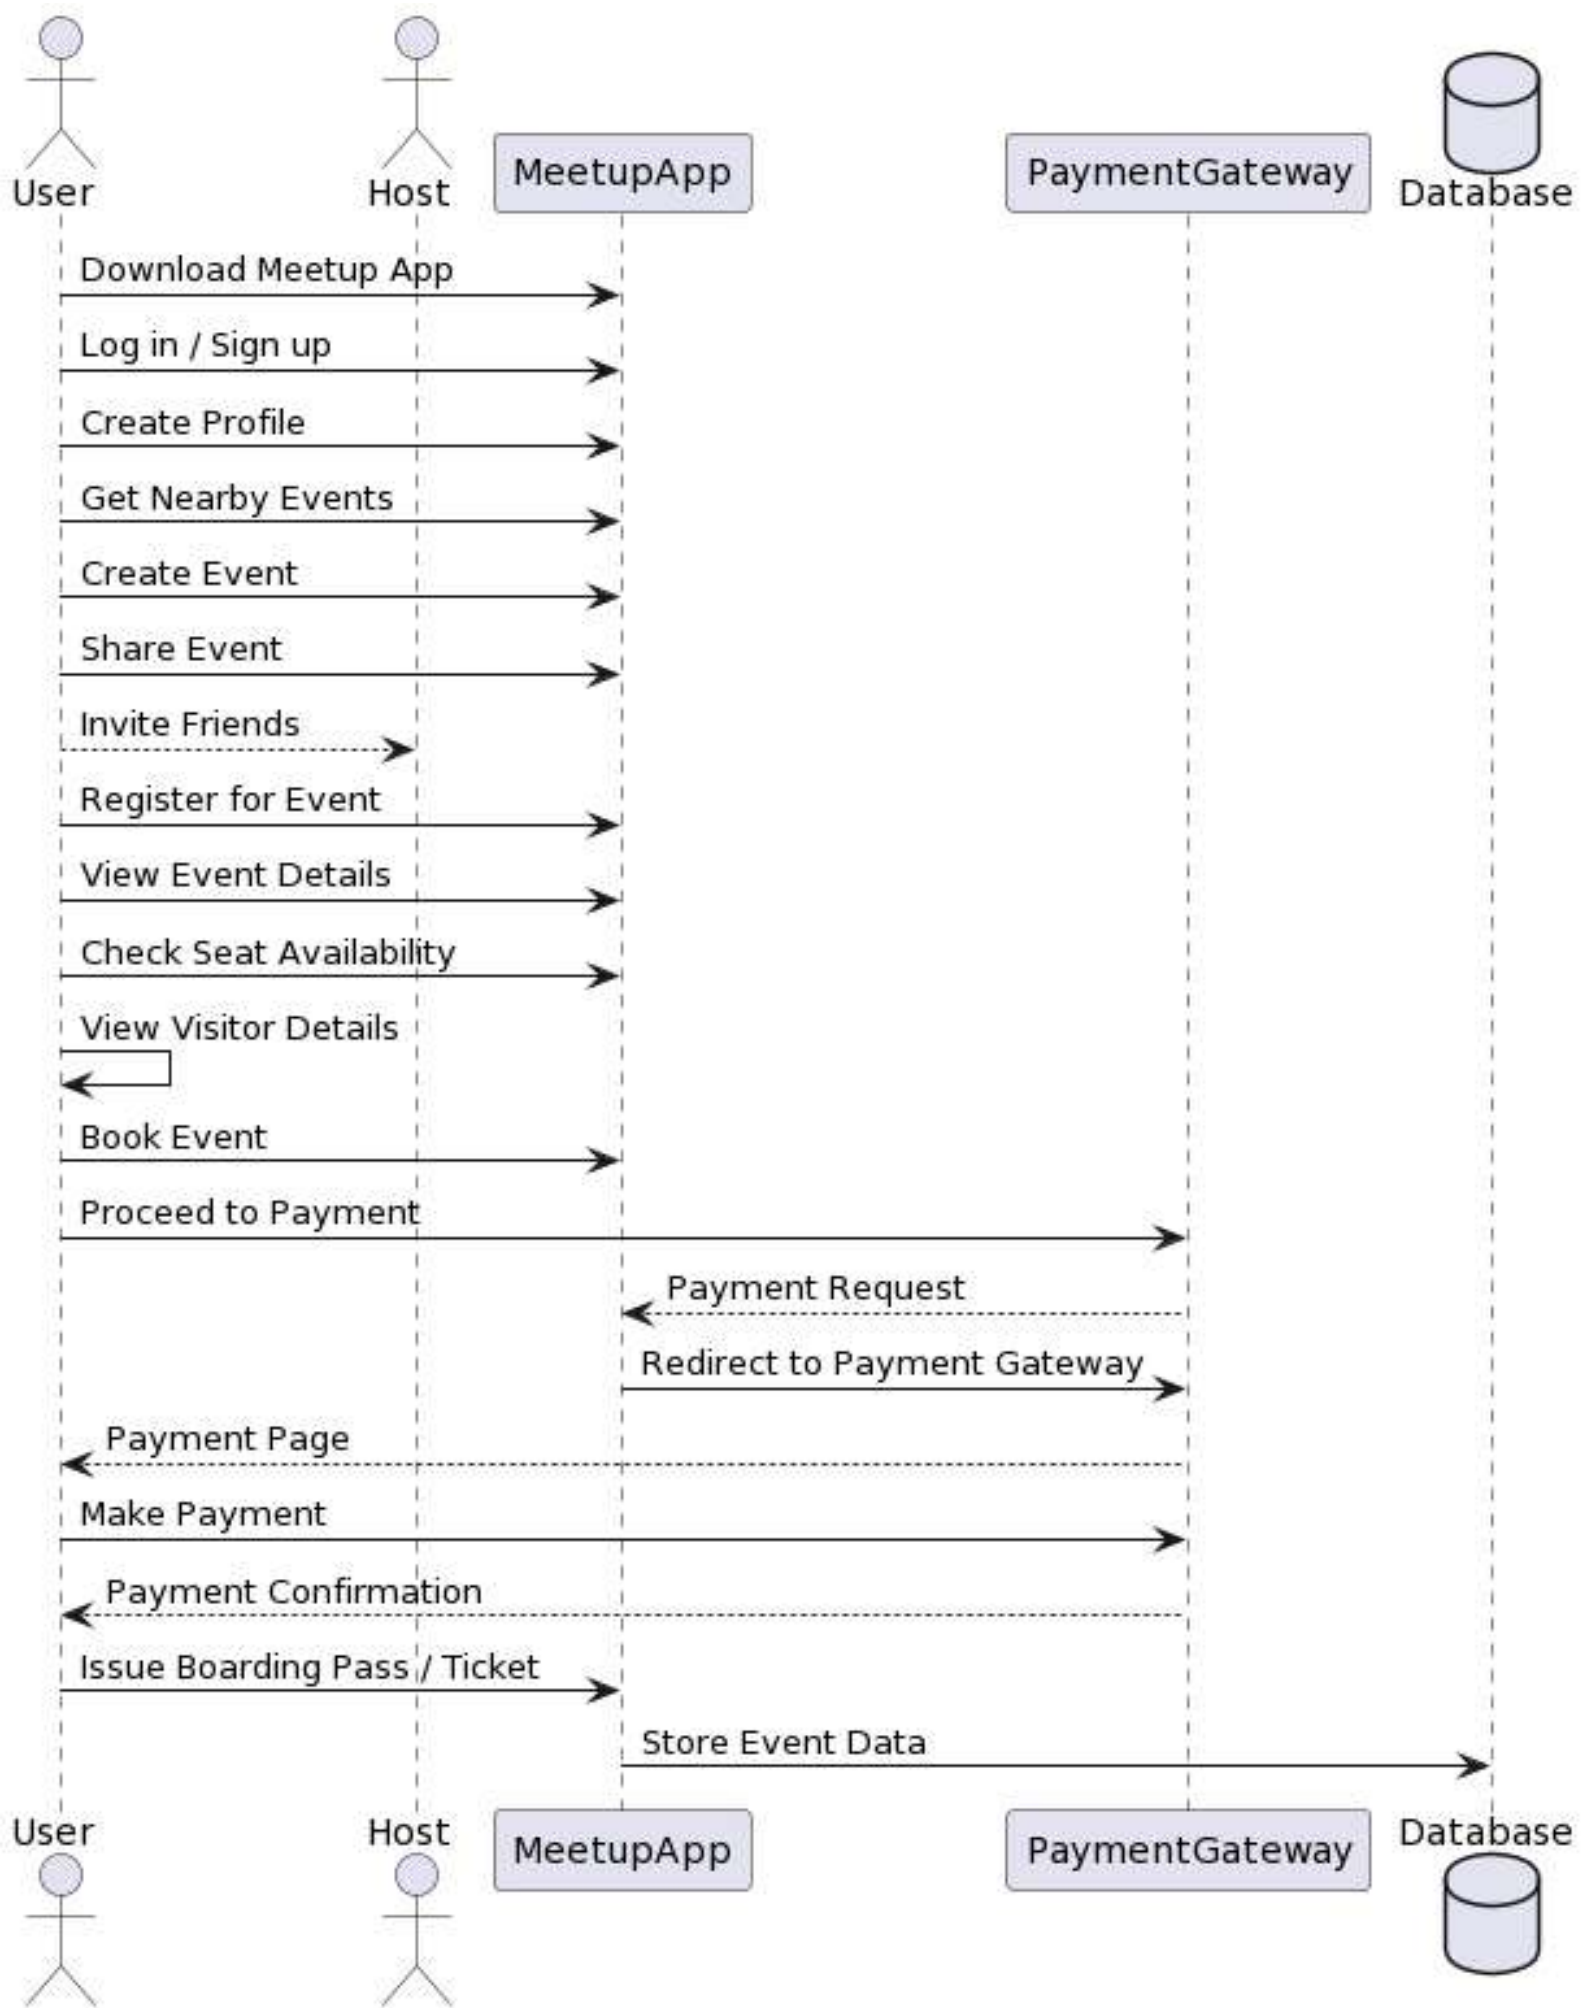 User
Host
MeetupApp
PaymentGateway
Database
Download Meetup App
Log in / Sign up
Create Profile
Get Nearby Events
Create Event
Share Event
Invite Friends
Register for Event
View Event Details
Check Seat Availability
View Visitor Details
Book Event
Proceed to Payment
Payment Request
Redirect to Payment Gateway
Payment Page
Make Payment
Payment Confirmation
Issue Boarding Pass / Ticket
Store Event Data
User
Host
MeetupApp
PaymentGateway
Database